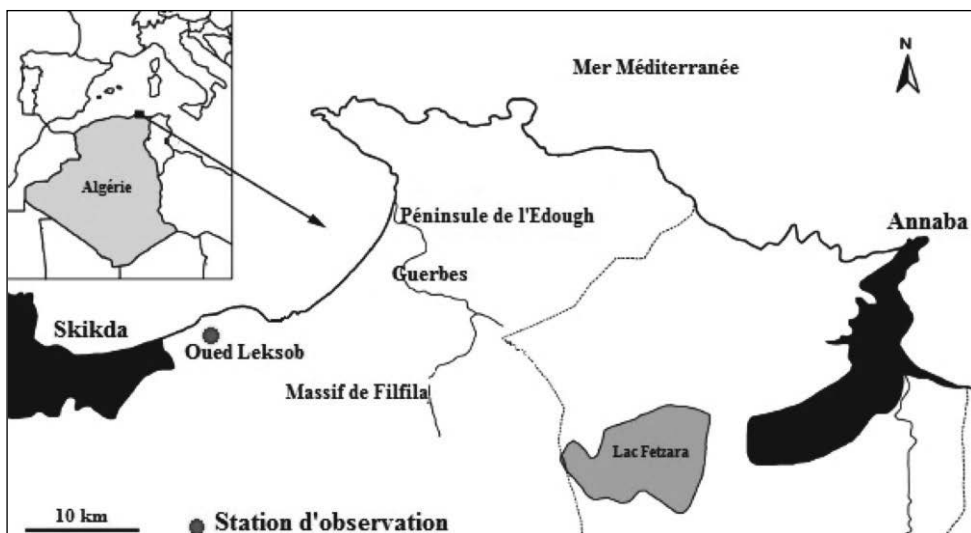 Mer Méditerranée
N
Algérie
Péninsule de l'Edough
Annaba
Guerbes
Skikda
Oued Leksob
Massif de Filfila
Lac Fetzara
10 km
Station d'observation